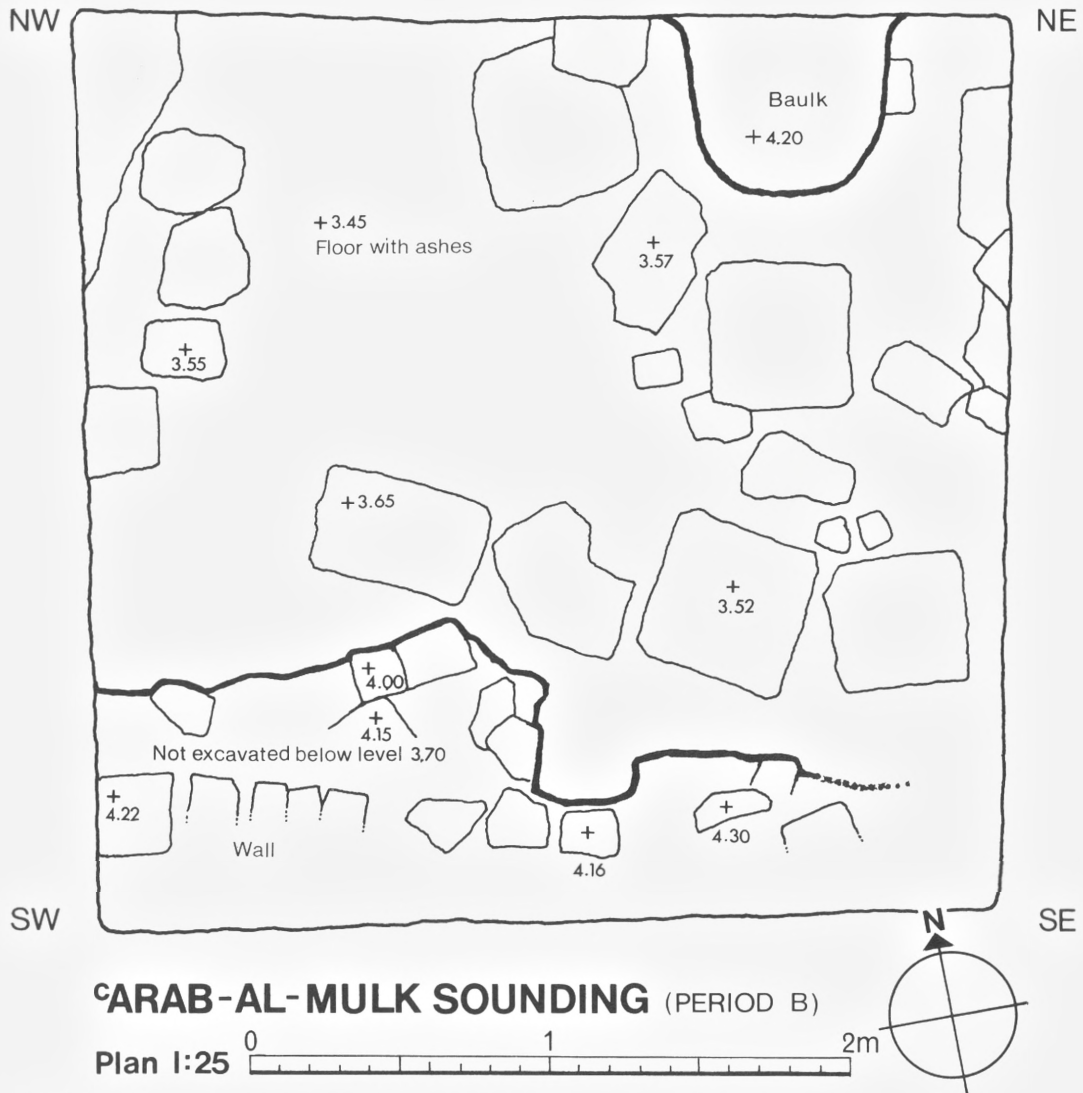 NW
NE
Baulk
+4.20
+3.45
Floor with ashes
+
3.57
+
3.55
+3.65
+
3.52
+
4.00
+
4.15
Not excavated below level 3,70
+
4.22
Wall
+
4.16
+
4.30
SW
SE
N
ᶜARAB-AL-MULK SOUNDING (PERIOD B)
0 1 2m
Plan 1:25